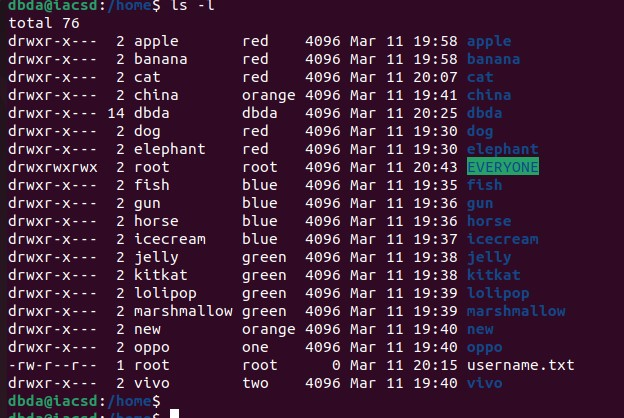 dbda@iacsd:/home$ ls -l
total 76
drwxr-x---  2 apple       red    4096 Mar 11 19:58 apple
drwxr-x---  2 banana      red    4096 Mar 11 19:58 banana
drwxr-x---  2 cat         red    4096 Mar 11 20:07 cat
drwxr-x---  2 china       orange 4096 Mar 11 19:41 china
drwxr-x--- 14 dbda        dbda   4096 Mar 11 20:25 dbda
drwxr-x---  2 dog         red    4096 Mar 11 19:30 dog
drwxr-x---  2 elephant    red    4096 Mar 11 19:30 elephant
drwxrwxrwx  2 root        root   4096 Mar 11 20:43 EVERYONE
drwxr-x---  2 fish        blue   4096 Mar 11 19:35 fish
drwxr-x---  2 gun         blue   4096 Mar 11 19:36 gun
drwxr-x---  2 horse       blue   4096 Mar 11 19:36 horse
drwxr-x---  2 icecream    blue   4096 Mar 11 19:37 icecream
drwxr-x---  2 jelly       green  4096 Mar 11 19:38 jelly
drwxr-x---  2 kitkat      green  4096 Mar 11 19:38 kitkat
drwxr-x---  2 lolipop     green  4096 Mar 11 19:39 lolipop
drwxr-x---  2 marshmallow green  4096 Mar 11 19:39 marshmallow
drwxr-x---  2 new         orange 4096 Mar 11 19:40 new
drwxr-x---  2 oppo        one    4096 Mar 11 19:40 oppo
-rw-r--r--  1 root        root      0 Mar 11 20:15 username.txt
drwxr-x---  2 vivo        two    4096 Mar 11 19:40 vivo
dbda@iacsd:/home$
dbda@iacsd:/home$